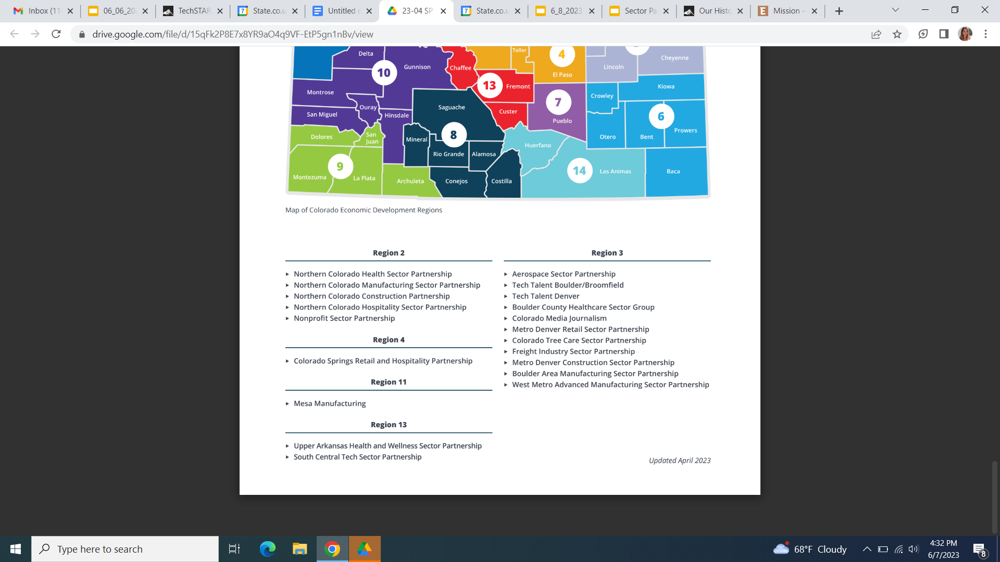 Inbox (11
06_06_20
TechSTAR
State.co.u
Untitled
23-04 SP
State.co.u
6_8_2023
Sector Pa
Our Histo
Mission –
drive.google.com/file/d/15qFk2P8E7x8YR9aO4q9VF-EtP5gn1nBv/view
Delta
Teller
4
Cheyenne
10
Gunnison
Chaffee
Lincoln
El Paso
13
Fremont
Kiowa
Montrose
Crowley
7
Ouray
Saguache
Custer
San Miguel
Hinsdale
6
Pueblo
Prowers
Dolores
San
Juan
Mineral
8
Otero
Bent
Huerfano
Rio Grande
Alamosa
9
14
Las Animas
Baca
Montezuma
La Plata
Archuleta
Conejos
Costilla
Map of Colorado Economic Development Regions
Region 2
Northern Colorado Health Sector Partnership
Northern Colorado Manufacturing Sector Partnership
Northern Colorado Construction Partnership
Northern Colorado Hospitality Sector Partnership
Nonprofit Sector Partnership
Region 4
Colorado Springs Retail and Hospitality Partnership
Region 11
Mesa Manufacturing
Region 13
Upper Arkansas Health and Wellness Sector Partnership
South Central Tech Sector Partnership
Region 3
Aerospace Sector Partnership
Tech Talent Boulder/Broomfield
Tech Talent Denver
Boulder County Healthcare Sector Group
Colorado Media Journalism
Metro Denver Retail Sector Partnership
Colorado Tree Care Sector Partnership
Freight Industry Sector Partnership
Metro Denver Construction Sector Partnership
Boulder Area Manufacturing Sector Partnership
West Metro Advanced Manufacturing Sector Partnership
Updated April 2023
Type here to search
68°F Cloudy
4:32 PM
6/7/2023
8